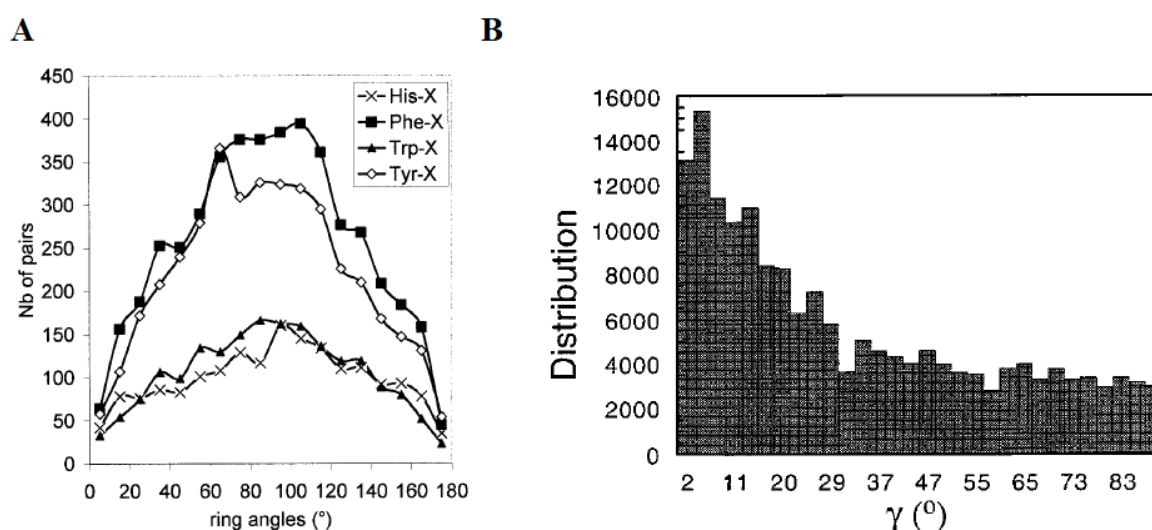 A
B
450
400
350
300
250
200
150
100
50
0
Nb of pairs
His-X
Phe-X
Trp-X
Tyr-X
0 20 40 60 80 100 120 140 160 180
ring angles (°)
16000
14000
12000
10000
8000
6000
4000
2000
0
Distribution
2 11 20 29 37 47 55 65 73 83
γ (°)